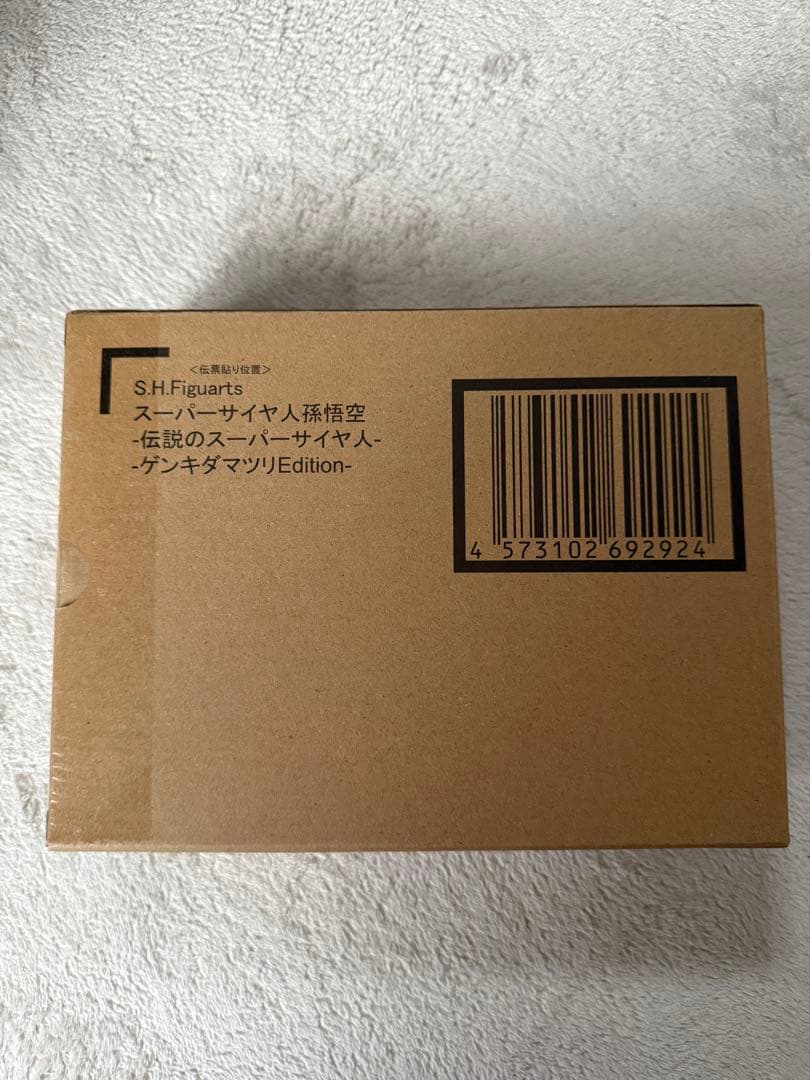 <伝票貼り位置>
S.H.Figuarts
スーパーサイヤ人孫悟空
-伝説のスーパーサイヤ人-
-ゲンキダマツリEdition-
4 573102 692924